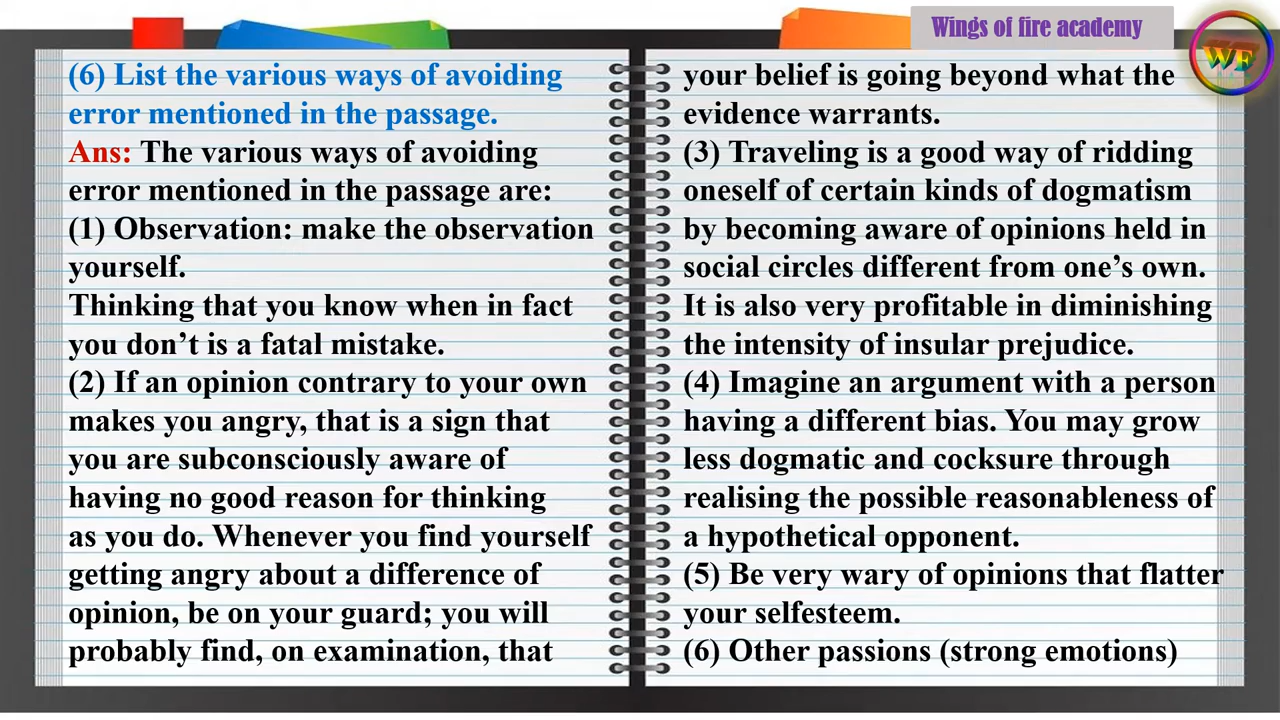 Wings of fire academy
WF
(6) List the various ways of avoiding
error mentioned in the passage.
Ans: The various ways of avoiding
error mentioned in the passage are:
(1) Observation: make the observation
yourself.
Thinking that you know when in fact
you don’t is a fatal mistake.
(2) If an opinion contrary to your own
makes you angry, that is a sign that
you are subconsciously aware of
having no good reason for thinking
as you do. Whenever you find yourself
getting angry about a difference of
opinion, be on your guard; you will
probably find, on examination, that
your belief is going beyond what the
evidence warrants.
(3) Traveling is a good way of ridding
oneself of certain kinds of dogmatism
by becoming aware of opinions held in
social circles different from one’s own.
It is also very profitable in diminishing
the intensity of insular prejudice.
(4) Imagine an argument with a person
having a different bias. You may grow
less dogmatic and cocksure through
realising the possible reasonableness of
a hypothetical opponent.
(5) Be very wary of opinions that flatter
your selfesteem.
(6) Other passions (strong emotions)